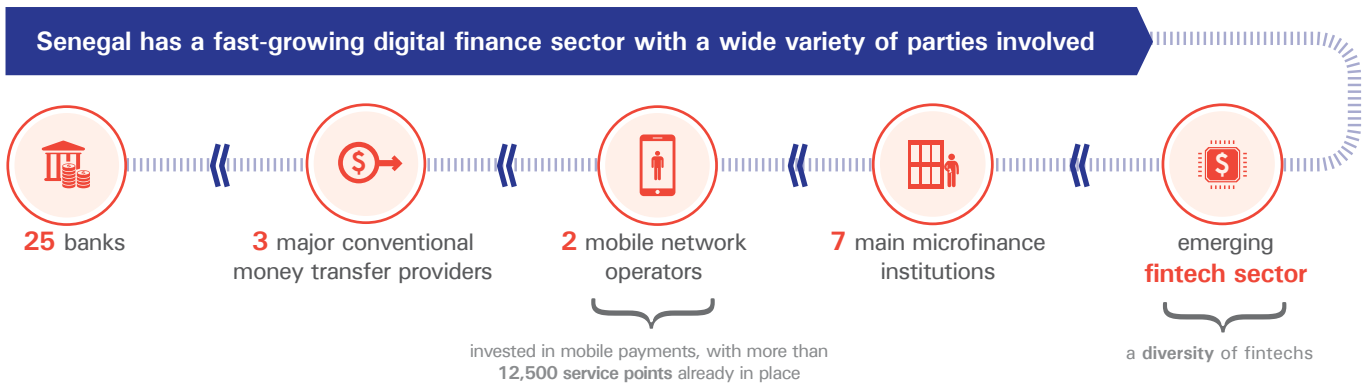 Senegal has a fast-growing digital finance sector with a wide variety of parties involved
25 banks
3 major conventional
money transfer providers
2 mobile network
operators
invested in mobile payments, with more than
12,500 service points already in place
7 main microfinance
institutions
emerging
fintech sector
a diversity of fintechs